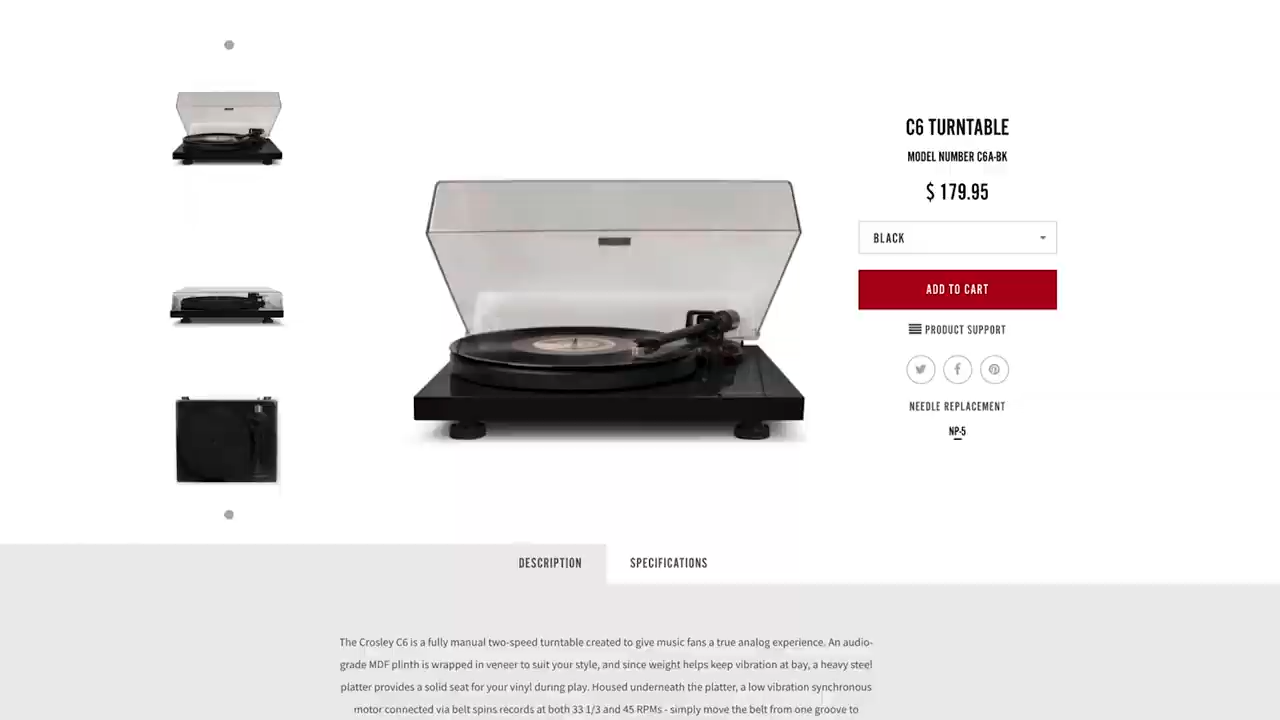 C6 TURNTABLE
MODEL NUMBER C6A-BK
$ 179.95
BLACK
ADD TO CART
PRODUCT SUPPORT
NEEDLE REPLACEMENT
NP-5
DESCRIPTION
SPECIFICATIONS
The Crosley C6 is a fully manual two-speed turntable created to give music fans a true analog experience. An audio-
grade MDF plinth is wrapped in veneer to suit your style, and since weight helps keep vibration at bay, a heavy steel
platter provides a solid seat for your vinyl during play. Housed underneath the platter, a low vibration synchronous
motor connected via belt spins records at both 33 1/3 and 45 RPMs - simply move the belt from one groove to